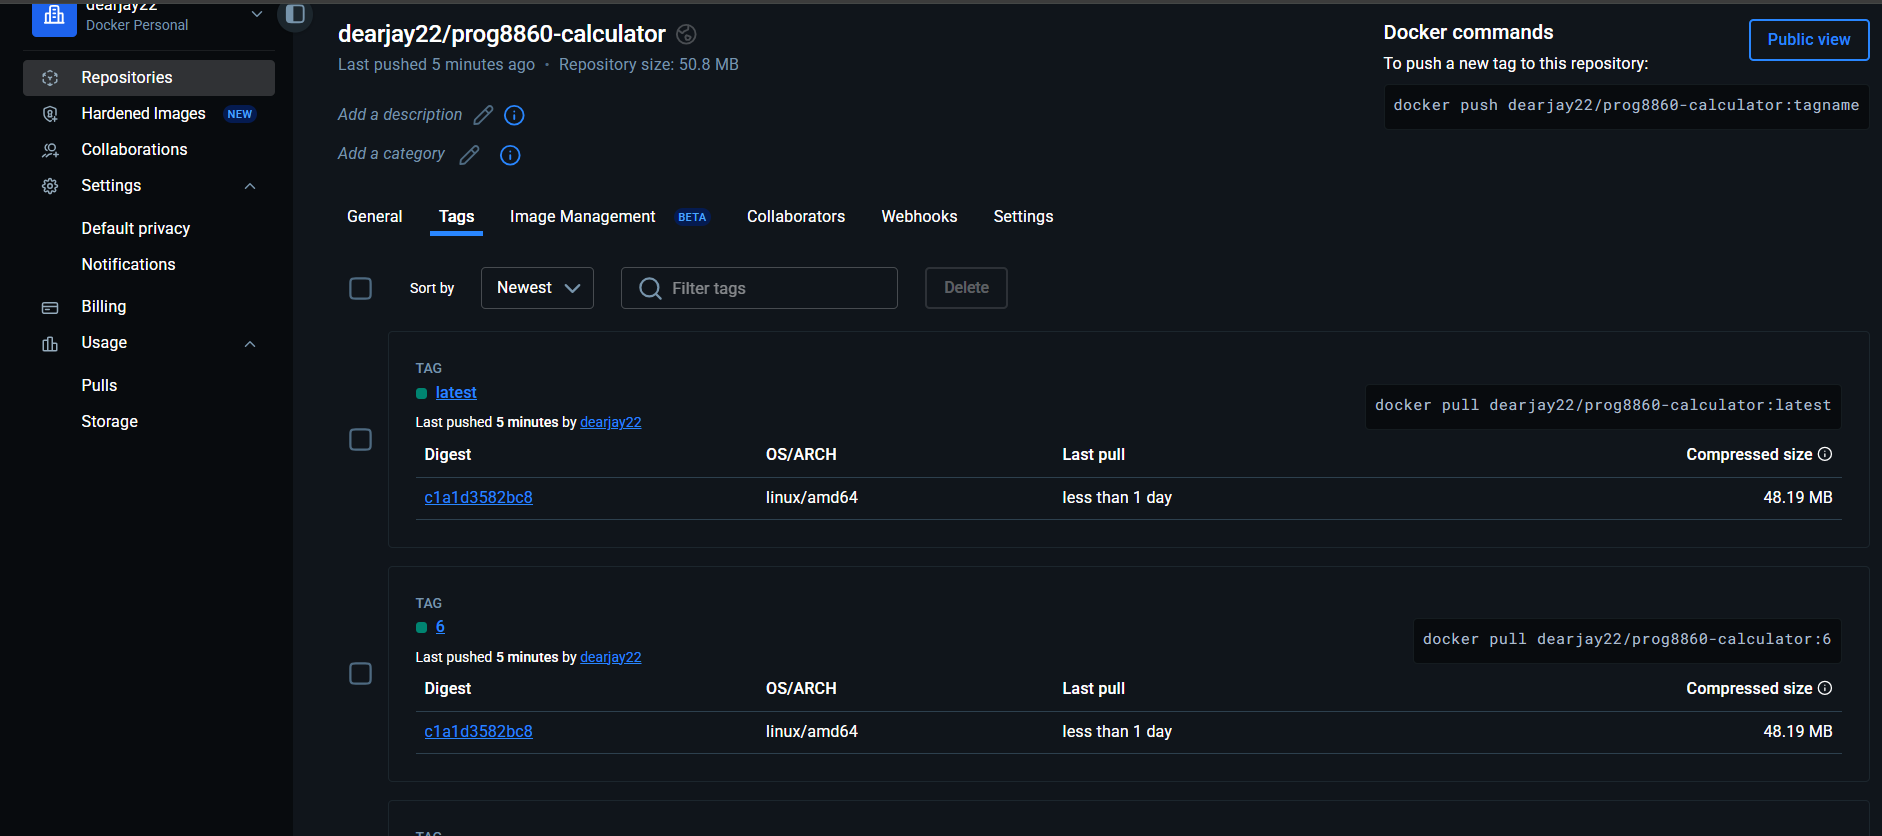 dearjay22
Docker Personal
Repositories
Hardened Images NEW
Collaborations
Settings
Default privacy
Notifications
Billing
Usage
Pulls
Storage
dearjay22/prog8860-calculator
Last pushed 5 minutes ago • Repository size: 50.8 MB
Add a description
Add a category
Docker commands
Public view
To push a new tag to this repository:
docker push dearjay22/prog8860-calculator:tagname
General Tags Image Management BETA Collaborators Webhooks Settings
Sort by Newest Filter tags Delete
TAG
latest
docker pull dearjay22/prog8860-calculator:latest
Last pushed 5 minutes by dearjay22
Digest OS/ARCH Last pull Compressed size
c1a1d3582bc8 linux/amd64 less than 1 day 48.19 MB
TAG
6
docker pull dearjay22/prog8860-calculator:6
Last pushed 5 minutes by dearjay22
Digest OS/ARCH Last pull Compressed size
c1a1d3582bc8 linux/amd64 less than 1 day 48.19 MB
TAG